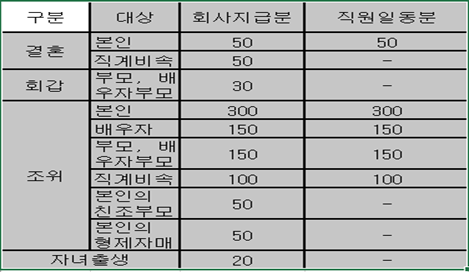 구분 대상 회사지급분 직원일동분
결혼 본인 50 50
직계비속 50 -
회갑 부모, 배
우자부모 30 -
조위 본인 300 300
배우자 150 150
부모, 배
우자부모 150 150
직계비속 100 100
본인의
친조부모 50 -
본인의
형제자매 50 -
자녀출생 20 -